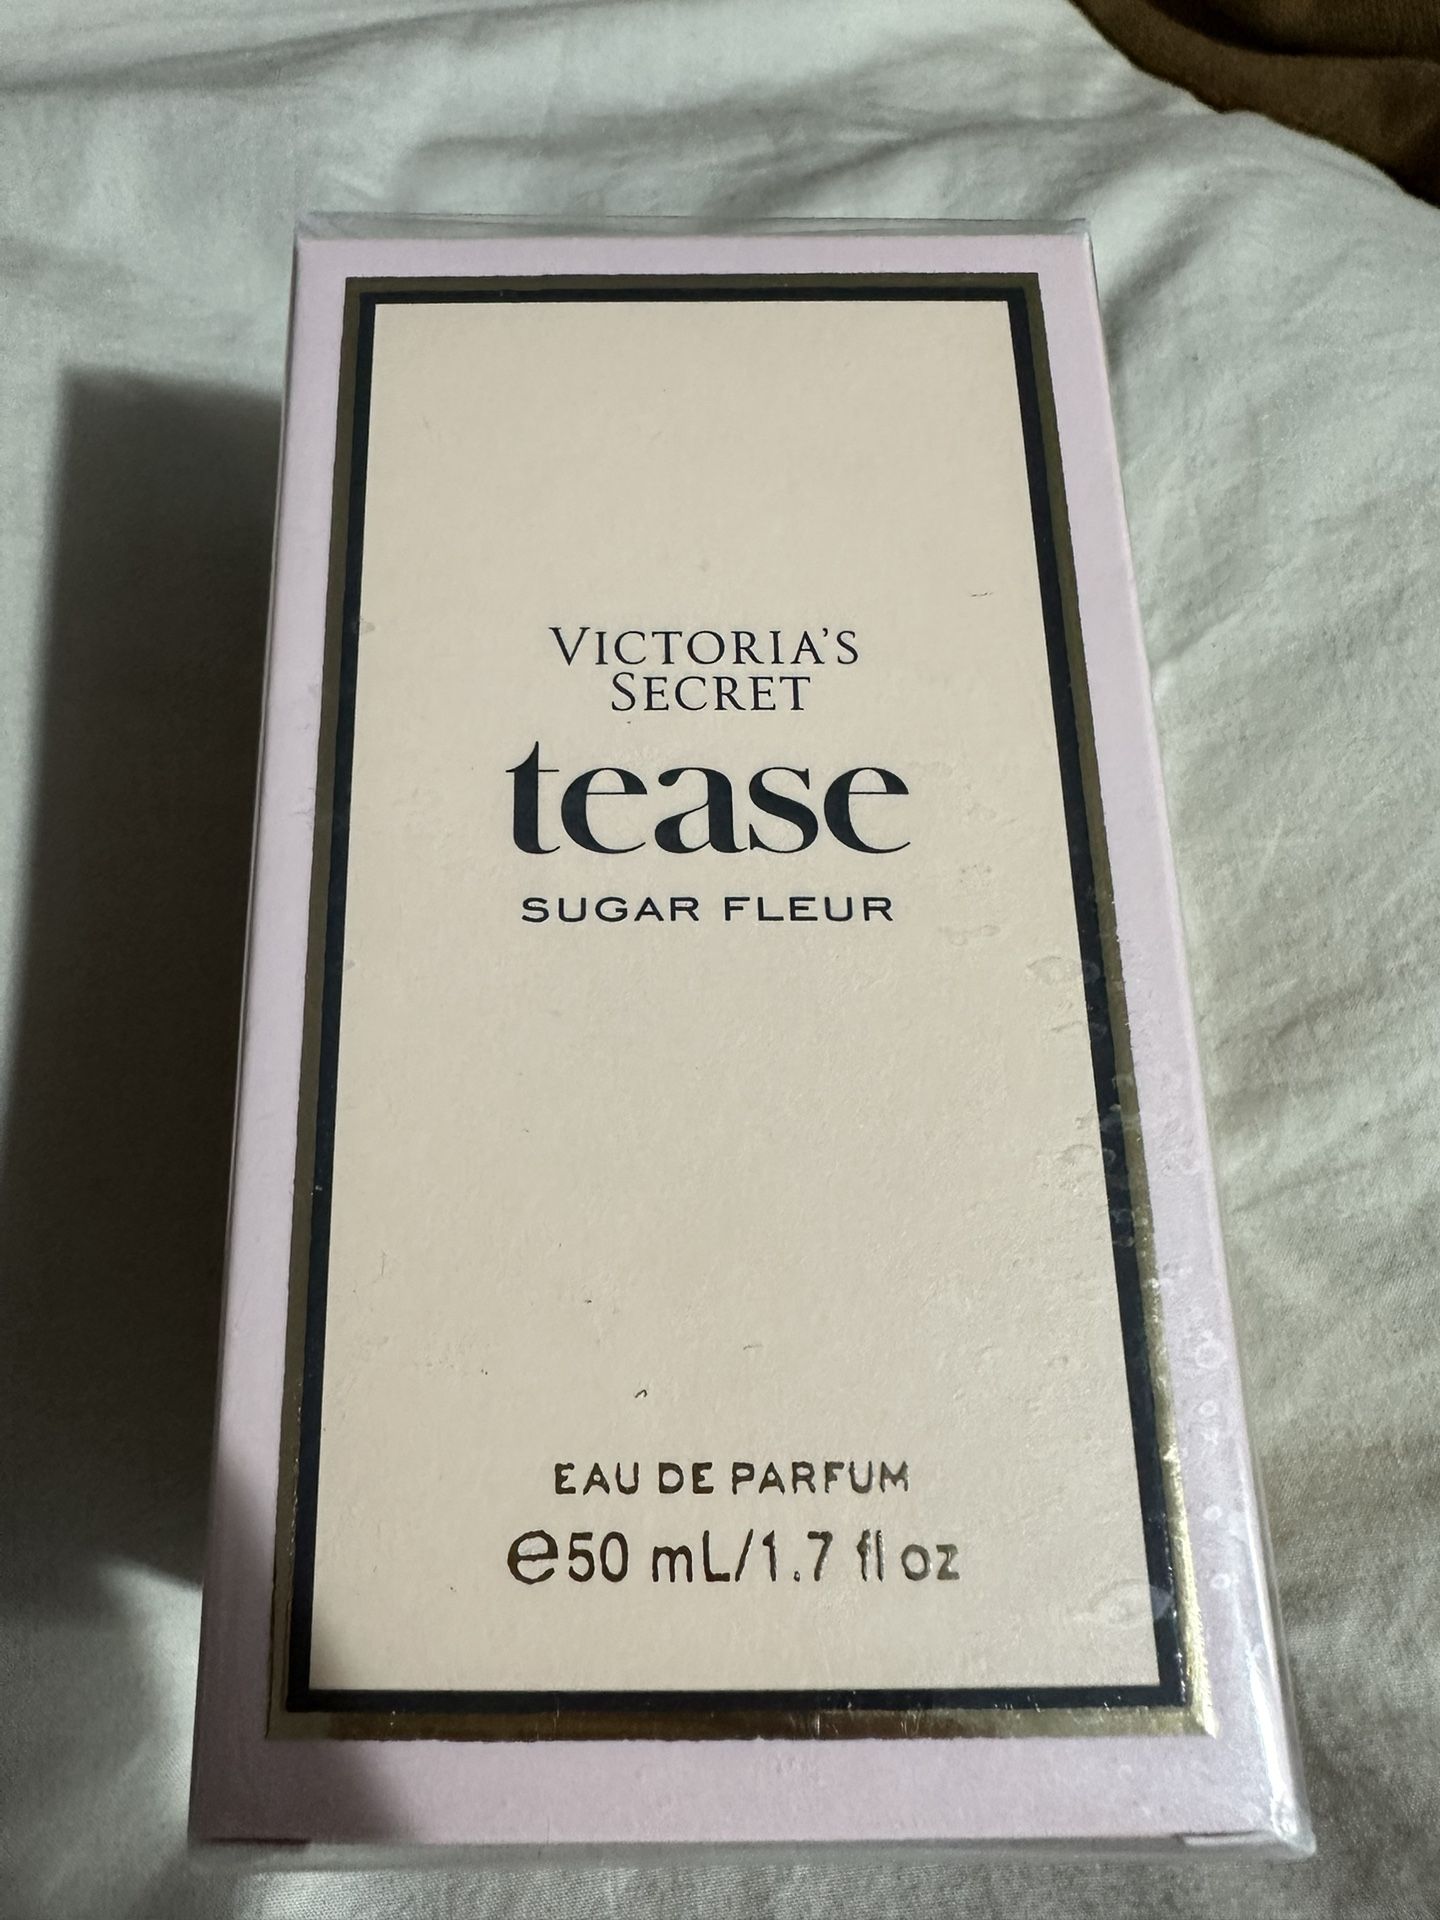 VICTORIA'S
SECRET
tease
SUGAR FLEUR
EAU DE PARFUM
℮50 mL/1.7 fl oz